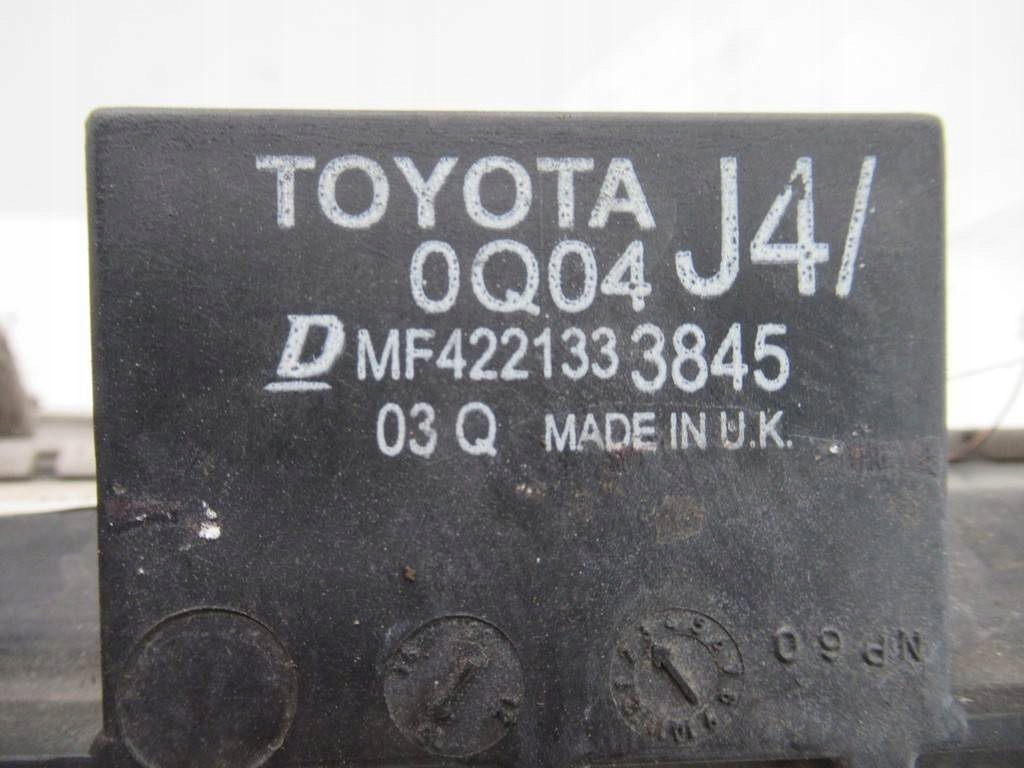 TOYOTA J4/
0Q04
D MF422133 3845
03 Q MADE IN U.K.
NP60